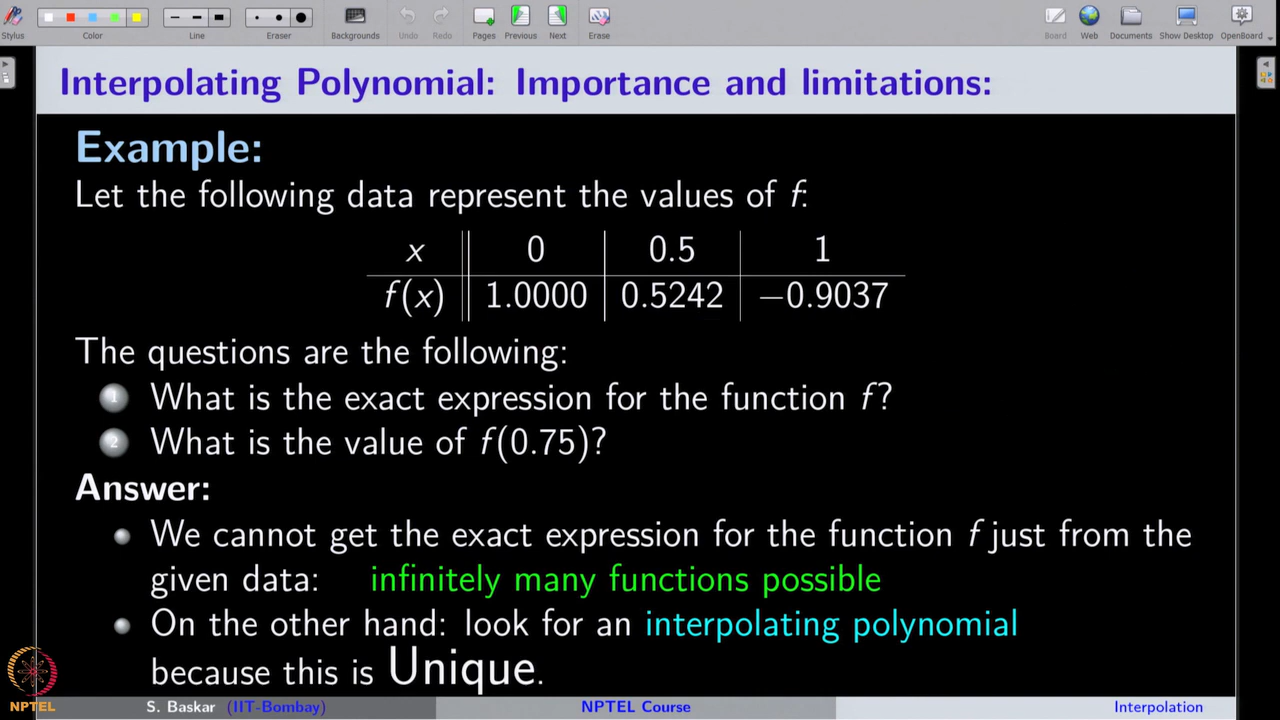 Stylus Color Line Eraser Backgrounds Undo Redo Pages Previous Next Erase Board Web Documents Show Desktop OpenBoard
Interpolating Polynomial: Importance and limitations:
Example:
Let the following data represent the values of f:
x 0 0.5 1
f(x) 1.0000 0.5242 −0.9037
The questions are the following:
1 What is the exact expression for the function f?
2 What is the value of f(0.75)?
Answer:
We cannot get the exact expression for the function f just from the
given data: infinitely many functions possible
On the other hand: look for an interpolating polynomial
because this is Unique.
NPTEL S. Baskar (IIT-Bombay) NPTEL Course Interpolation